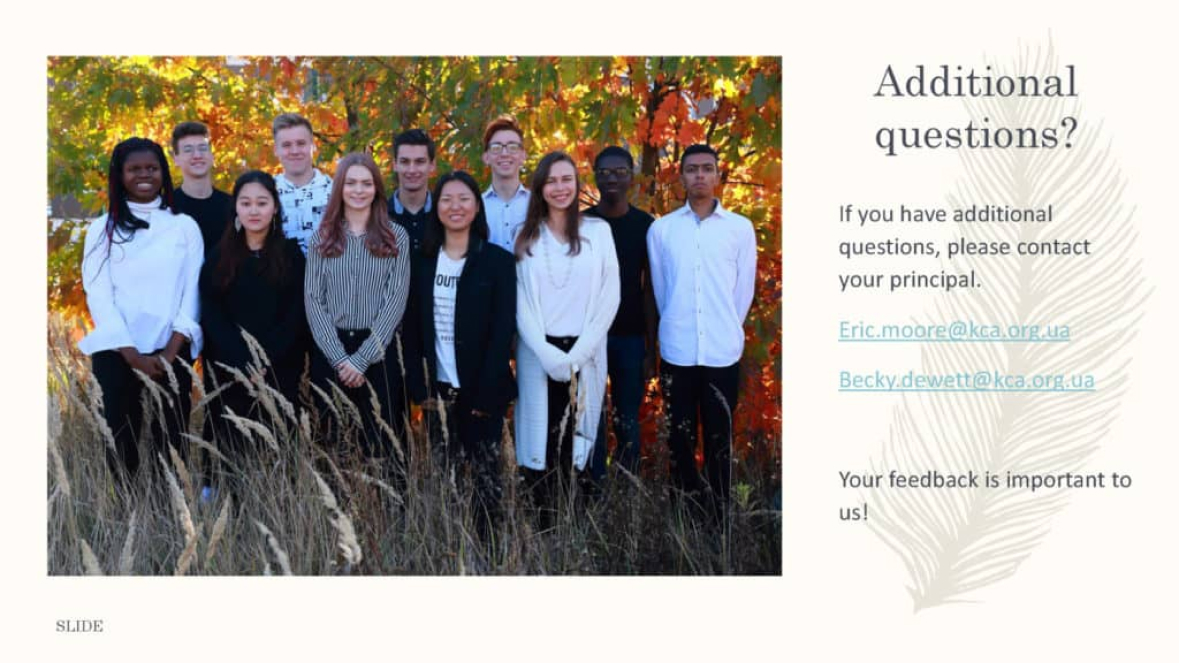 Additional
questions?
If you have additional
questions, please contact
your principal.
Eric.moore@kca.org.ua
Becky.dewett@kca.org.ua
Your feedback is important to
us!
SLIDE